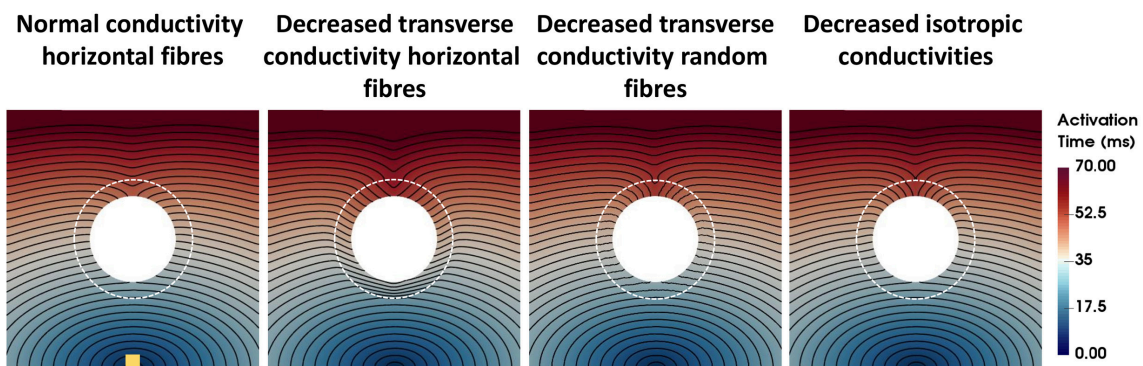 Normal conductivity
horizontal fibres
Decreased transverse
conductivity horizontal
fibres
Decreased transverse
conductivity random
fibres
Decreased isotropic
conductivities
Activation
Time (ms)
70.00
52.5
35
17.5
0.00